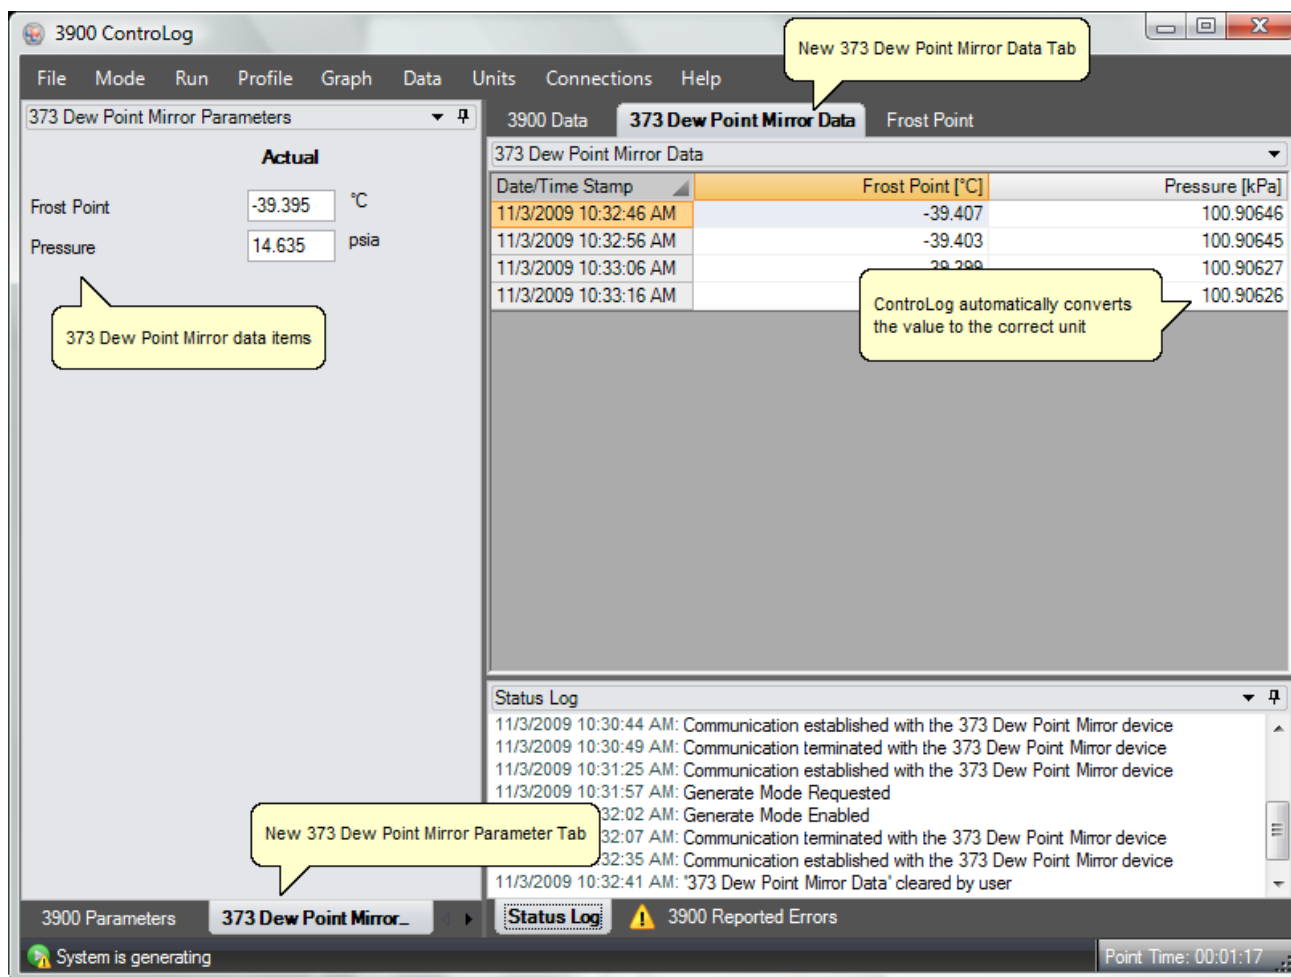 3900 ControLog
New 373 Dew Point Mirror Data Tab
File Mode Run Profile Graph Data Units Connections Help
373 Dew Point Mirror Parameters
3900 Data 373 Dew Point Mirror Data Frost Point
Actual
373 Dew Point Mirror Data
Date/Time Stamp Frost Point [°C] Pressure [kPa]
Frost Point -39.395 °C
11/3/2009 10:32:46 AM -39.407 100.90646
Pressure 14.635 psia
11/3/2009 10:32:56 AM -39.403 100.90645
11/3/2009 10:33:06 AM -39.399 100.90627
11/3/2009 10:33:16 AM 100.90626
ControLog automatically converts
the value to the correct unit
373 Dew Point Mirror data items
Status Log
11/3/2009 10:30:44 AM: Communication established with the 373 Dew Point Mirror device
11/3/2009 10:30:49 AM: Communication terminated with the 373 Dew Point Mirror device
11/3/2009 10:31:25 AM: Communication established with the 373 Dew Point Mirror device
11/3/2009 10:31:57 AM: Generate Mode Requested
32:02 AM: Generate Mode Enabled
32:07 AM: Communication terminated with the 373 Dew Point Mirror device
32:35 AM: Communication established with the 373 Dew Point Mirror device
11/3/2009 10:32:41 AM: '373 Dew Point Mirror Data' cleared by user
New 373 Dew Point Mirror Parameter Tab
3900 Parameters 373 Dew Point Mirror_
Status Log 3900 Reported Errors
System is generating
Point Time: 00:01:17